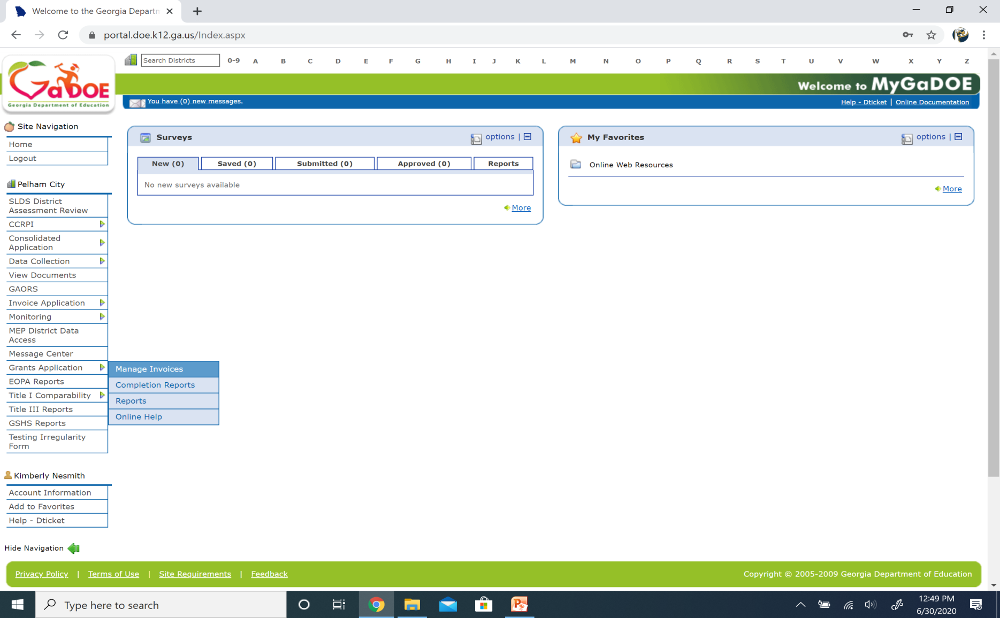 Welcome to the Georgia Departn
portal.doe.k12.ga.us/Index.aspx
GaDOE
Georgia Department of Education
Search Districts 0-9 A B C D E F G H I J K L M N O P Q R S T U V W X Y Z
Welcome to MyGaDOE
You have (0) new messages.
Help - Dticket | Online Documentation
Site Navigation
Home
Logout
Pelham City
SLDS District
Assessment Review
CCRPI
Consolidated
Application
Data Collection
View Documents
GAORS
Invoice Application
Monitoring
MEP District Data
Access
Message Center
Grants Application
EOPA Reports
Title I Comparability
Title III Reports
GSHS Reports
Testing Irregularity
Form
Manage Invoices
Completion Reports
Reports
Online Help
Kimberly Nesmith
Account Information
Add to Favorites
Help - Dticket
Hide Navigation
Surveys
options |
New (0) Saved (0) Submitted (0) Approved (0) Reports
No new surveys available
More
My Favorites
options |
Online Web Resources
More
Privacy Policy | Terms of Use | Site Requirements | Feedback
Copyright © 2005-2009 Georgia Department of Education
Type here to search
12:49 PM
6/30/2020